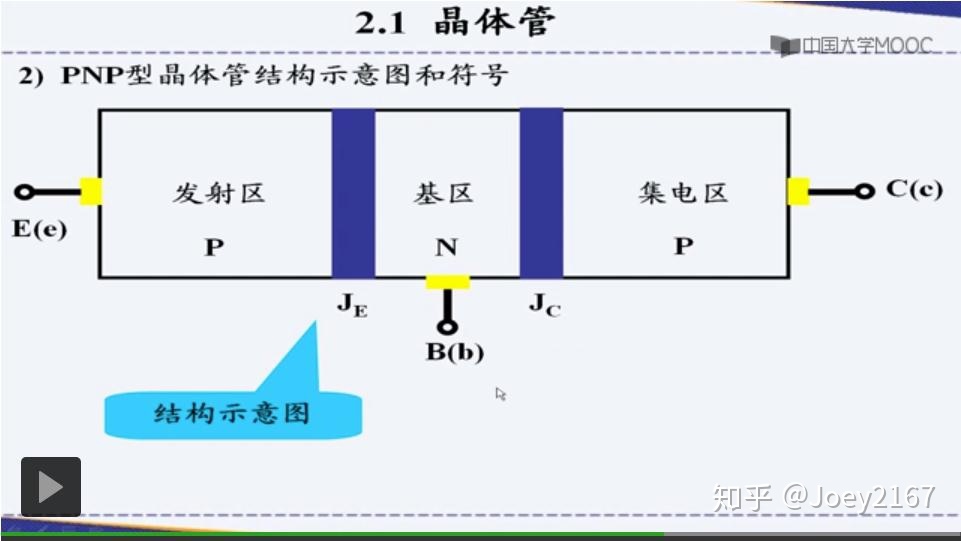 2.1 晶体管
中国大学MOOC
2) PNP型晶体管结构示意图和符号
发射区
基区
集电区
C(c)
E(e)
P
N
P
JE
JC
B(b)
结构示意图
知乎 @Joey2167